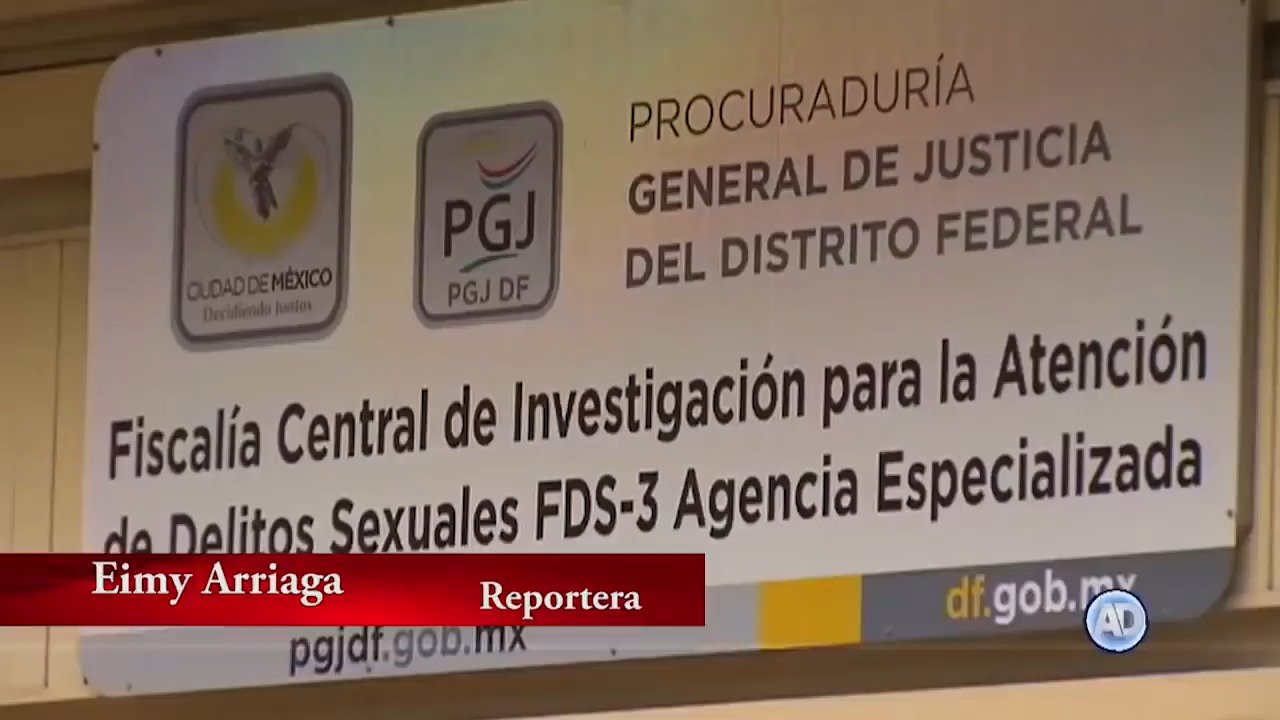 PROCURADURÍA
GENERAL DE JUSTICIA
DEL DISTRITO FEDERAL
CIUDAD DE MÉXICO
Decidiendo Juntos
PGJ
PGJ DF
Fiscalía Central de Investigación para la Atención
de Delitos Sexuales FDS-3 Agencia Especializada
Eimy Arriaga Reportera
df.gob.mx
pgjdf.gob.mx
AD